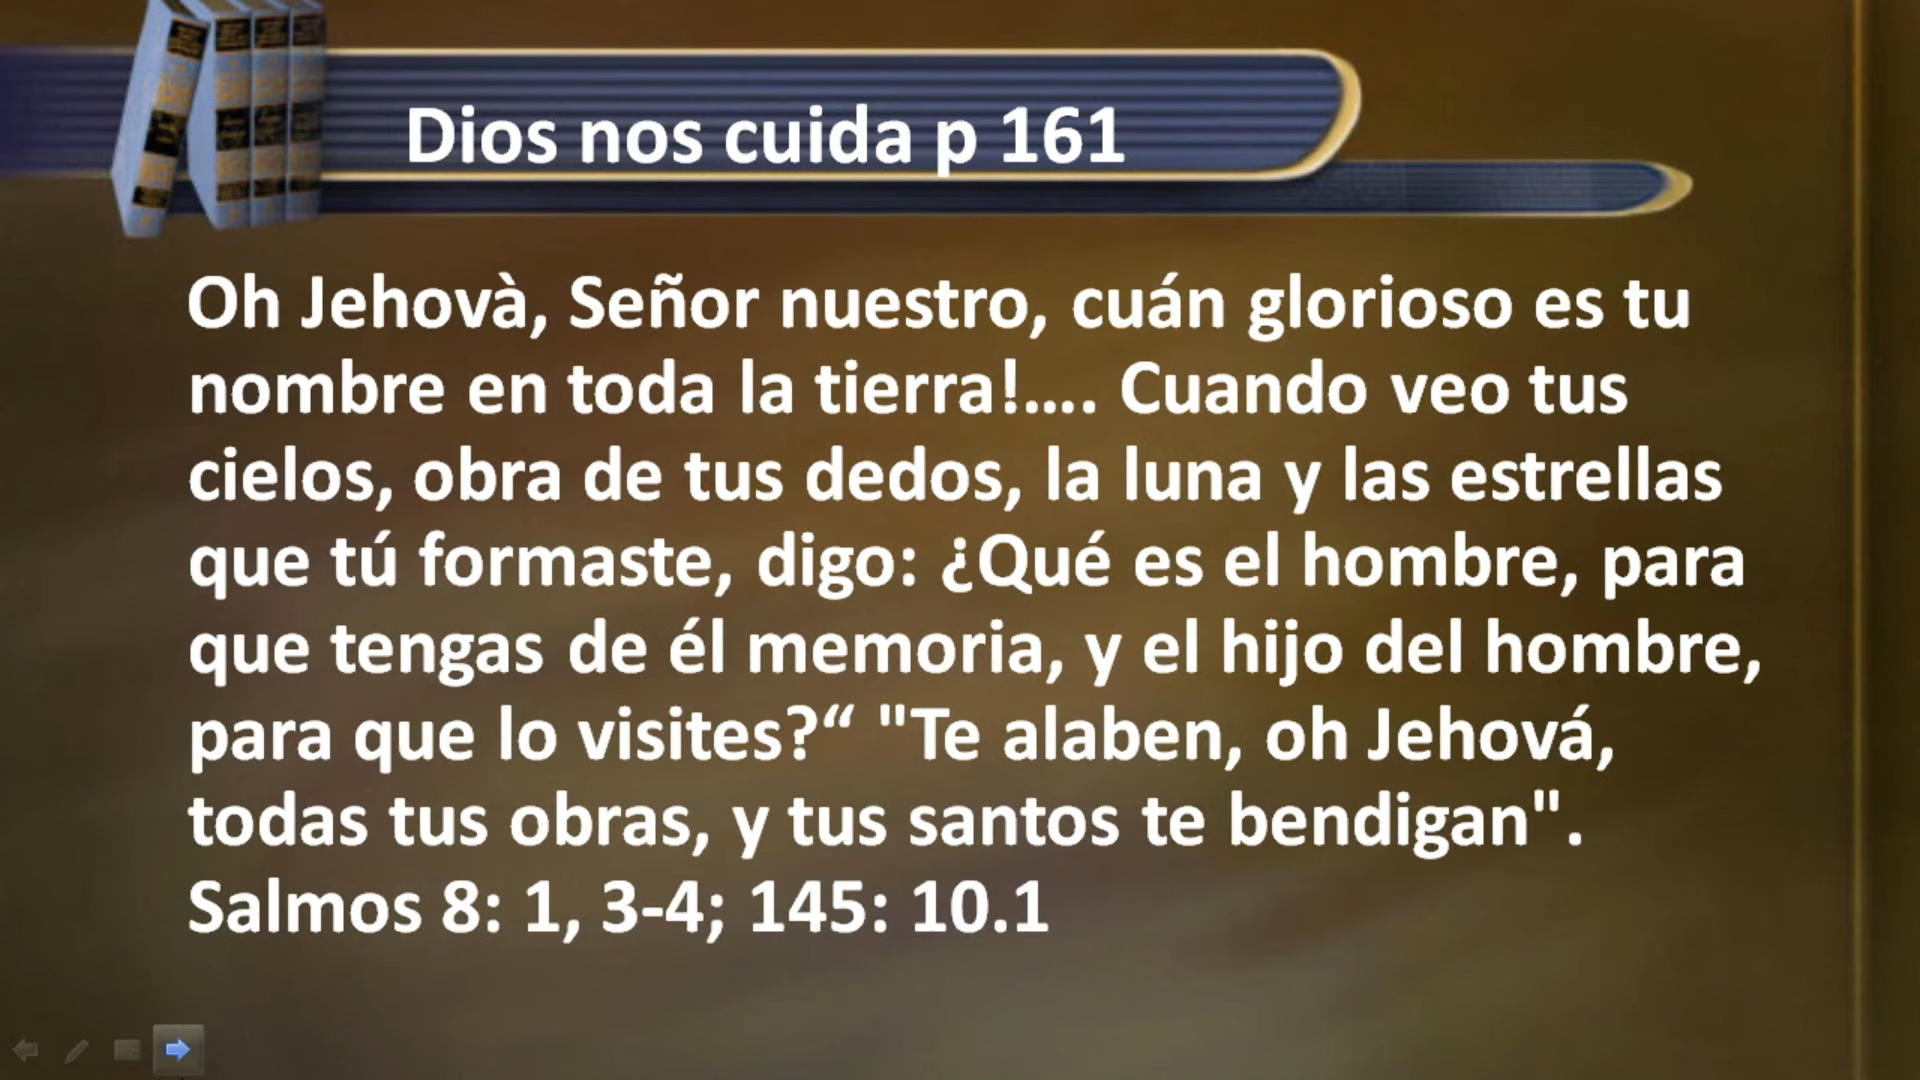 Dios nos cuida p 161
Oh Jehovà, Señor nuestro, cuán glorioso es tu
nombre en toda la tierra!.... Cuando veo tus
cielos, obra de tus dedos, la luna y las estrellas
que tú formaste, digo: ¿Qué es el hombre, para
que tengas de él memoria, y el hijo del hombre,
para que lo visites?“ "Te alaben, oh Jehová,
todas tus obras, y tus santos te bendigan".
Salmos 8: 1, 3-4; 145: 10.1